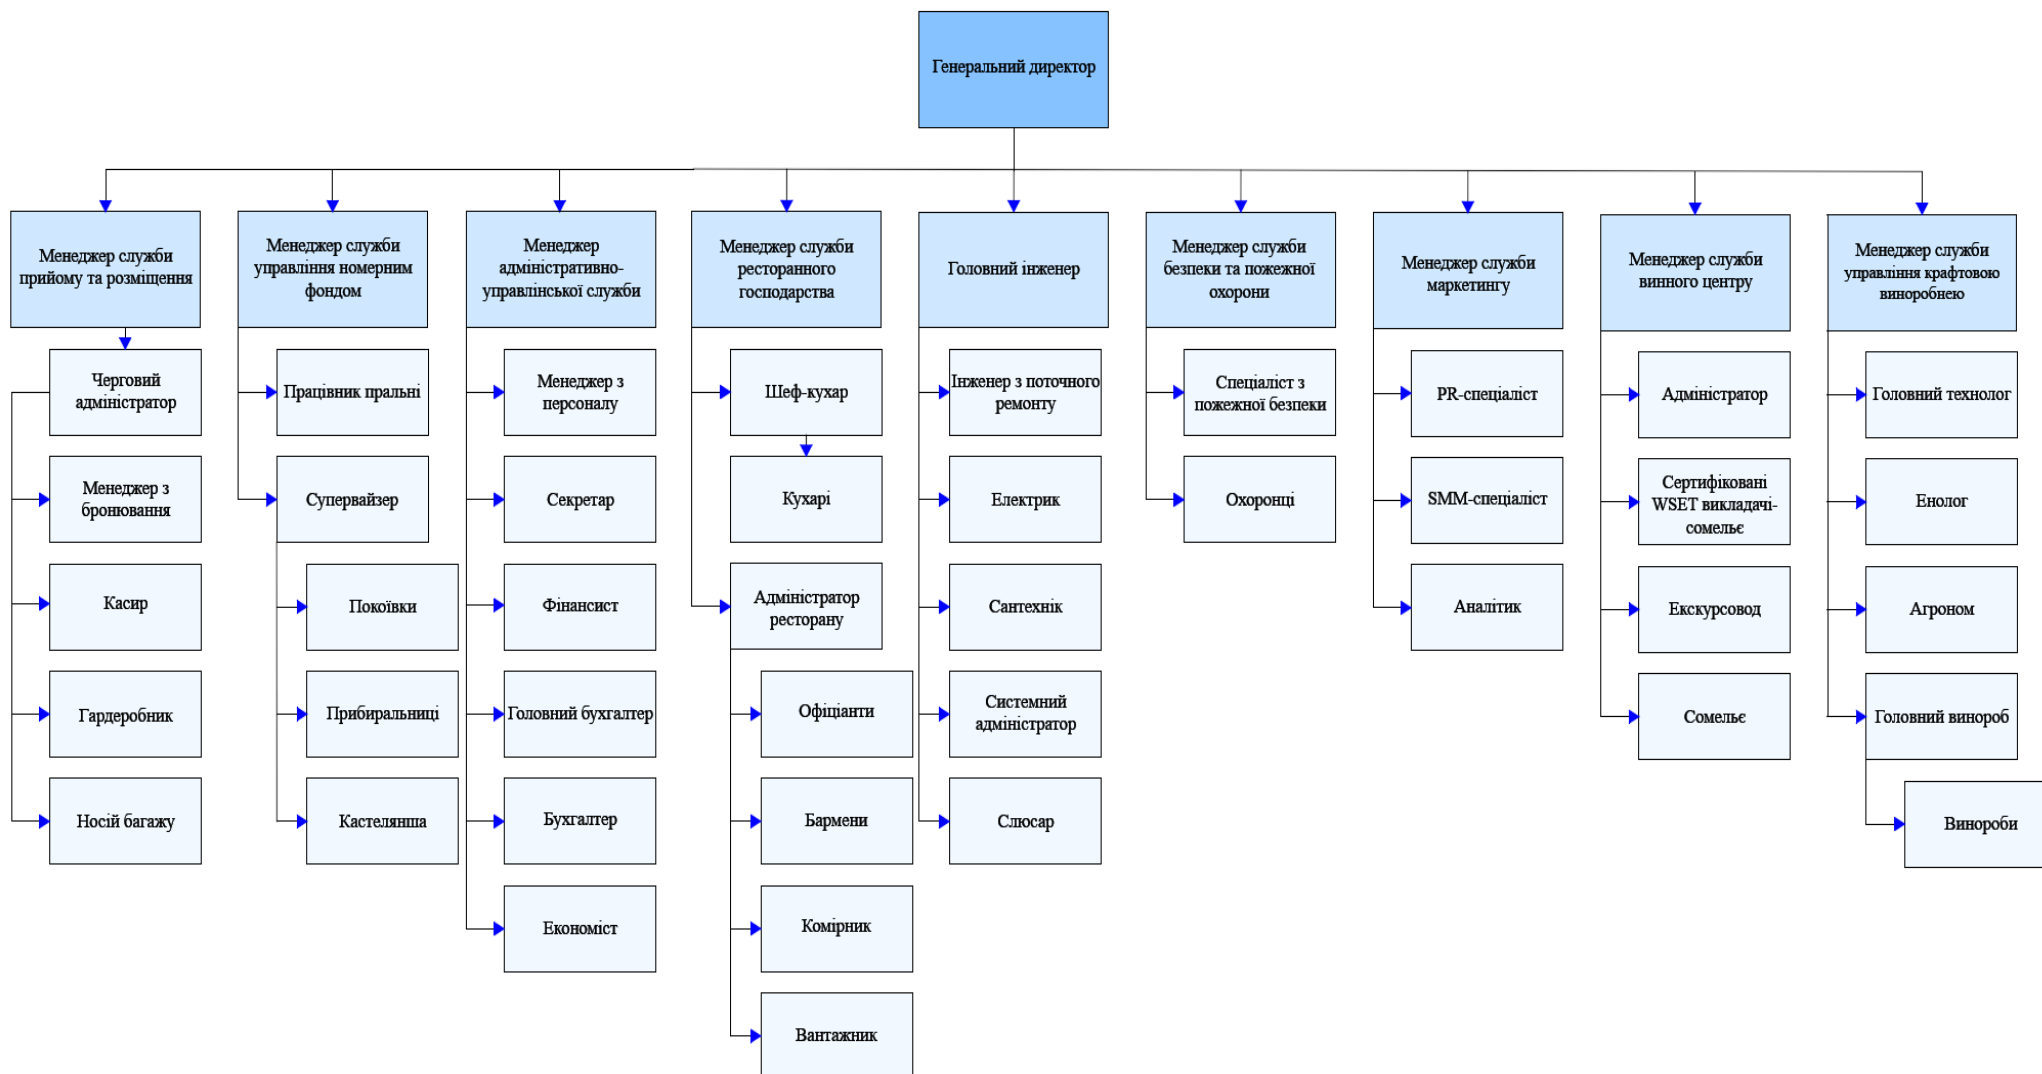 Генеральний директор
Менеджер служби
прийому та розміщення
Черговий
адміністратор
Менеджер з
бронювання
Касир
Гардеробник
Носій багажу
Менеджер служби
управління номерним
фондом
Працівник пральні
Супервайзер
Покоївки
Прибиральниці
Кастелянша
Менеджер
адміністративно-
управлінської служби
Менеджер з
персоналу
Секретар
Фінансист
Головний бухгалтер
Бухгалтер
Економіст
Менеджер служби
ресторанного
господарства
Шеф-кухар
Кухарі
Адміністратор
ресторану
Офіціанти
Бармени
Комірник
Вантажник
Головний інженер
Інженер з поточного
ремонту
Електрик
Сантехнік
Системний
адміністратор
Слюсар
Менеджер служби
безпеки та пожежної
охорони
Спеціаліст з
пожежної безпеки
Охоронці
Менеджер служби
маркетингу
PR-спеціаліст
SMM-спеціаліст
Аналітик
Менеджер служби
винного центру
Адміністратор
Сертифіковані
WSET викладачі-
сомельє
Екскурсовод
Сомельє
Менеджер служби
управління крафтовою
виноробнею
Головний технолог
Енолог
Агроном
Головний винороб
Винороби